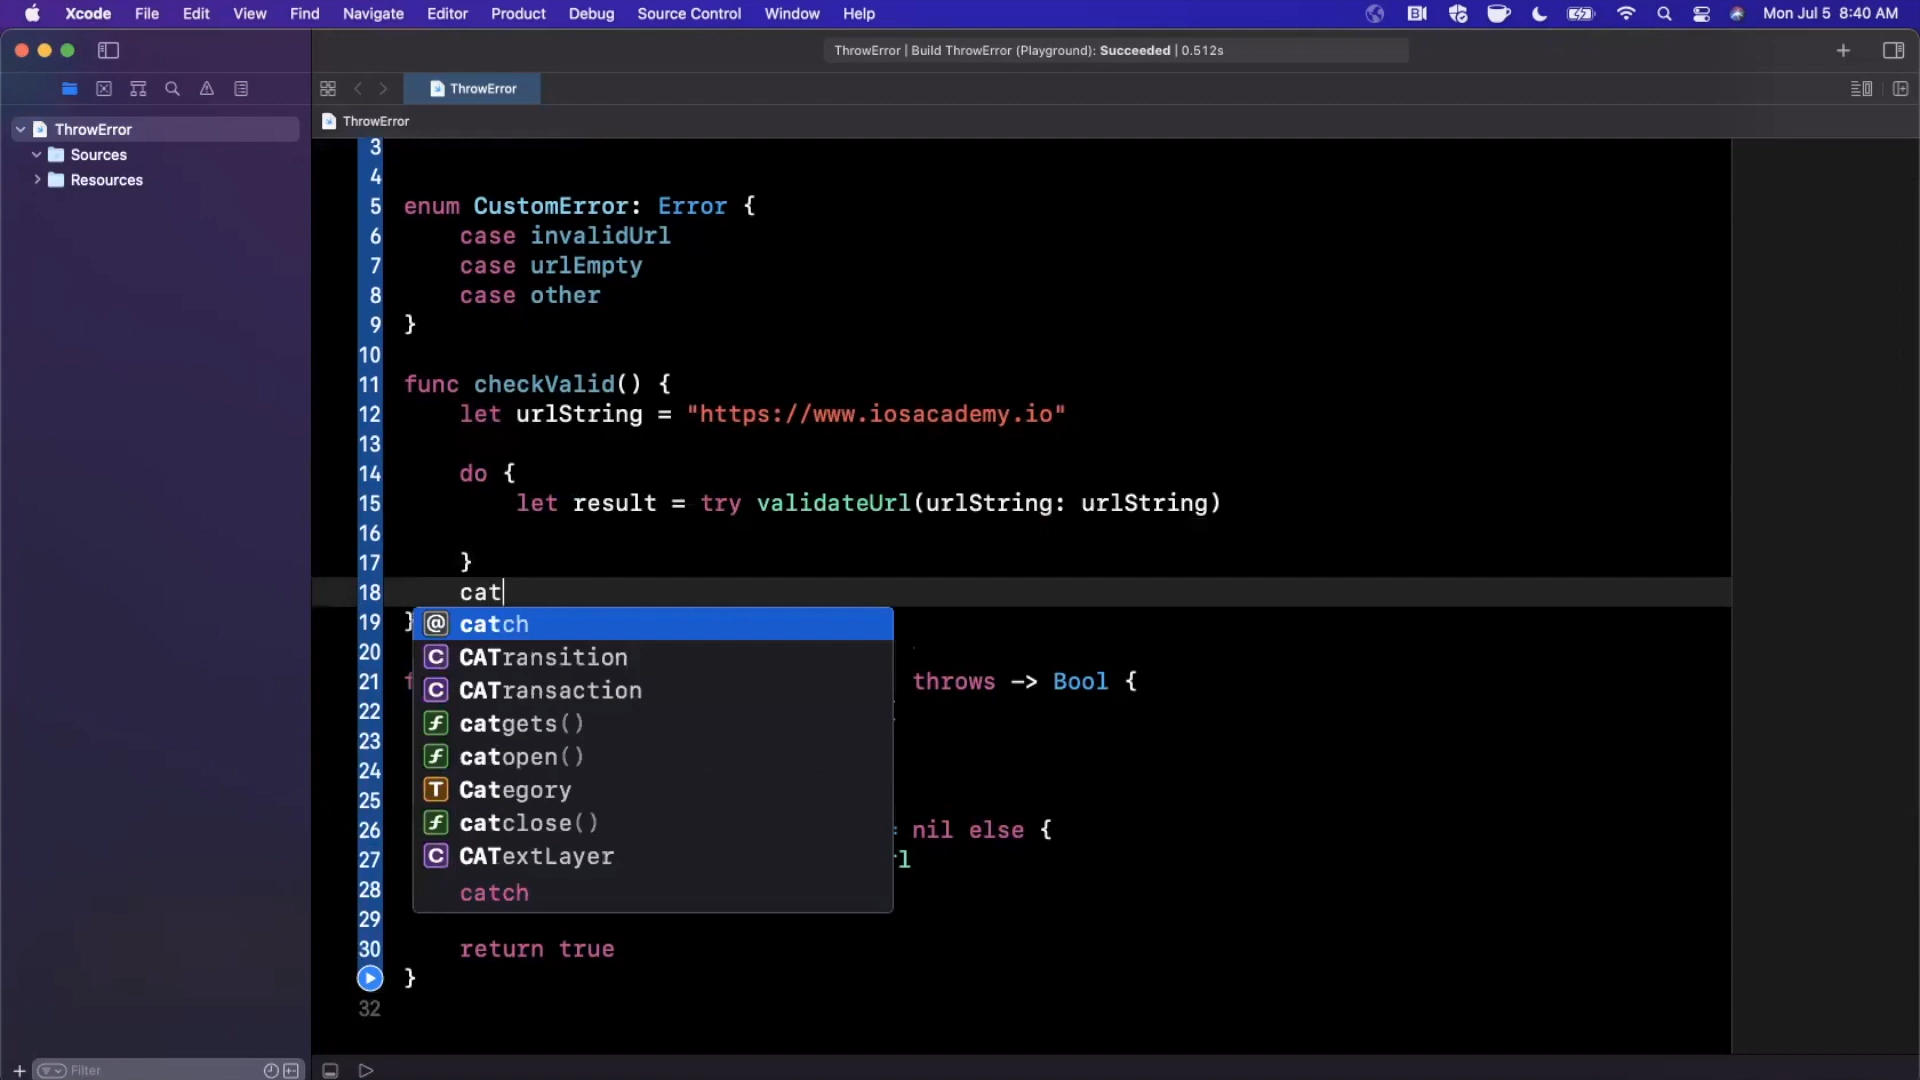 Xcode File Edit View Find Navigate Editor Product Debug Source Control Window Help Mon Jul 5 8:40 AM
ThrowError | Build ThrowError (Playground): Succeeded | 0.512s
ThrowError
ThrowError
ThrowError
Sources
Resources
3
4
5 enum CustomError: Error {
6 case invalidUrl
7 case urlEmpty
8 case other
9 }
10
11 func checkValid() {
12 let urlString = "https://www.iosacademy.io"
13
14 do {
15 let result = try validateUrl(urlString: urlString)
16
17 }
18 cat
19 }
@ catch
20
C CATransition
21 throws -> Bool {
C CATransaction
22
f catgets()
23
f catopen()
24
T Category
25
f catclose()
26 nil else {
C CATextLayer
27
28
catch
29
30 return true
}
32
Filter